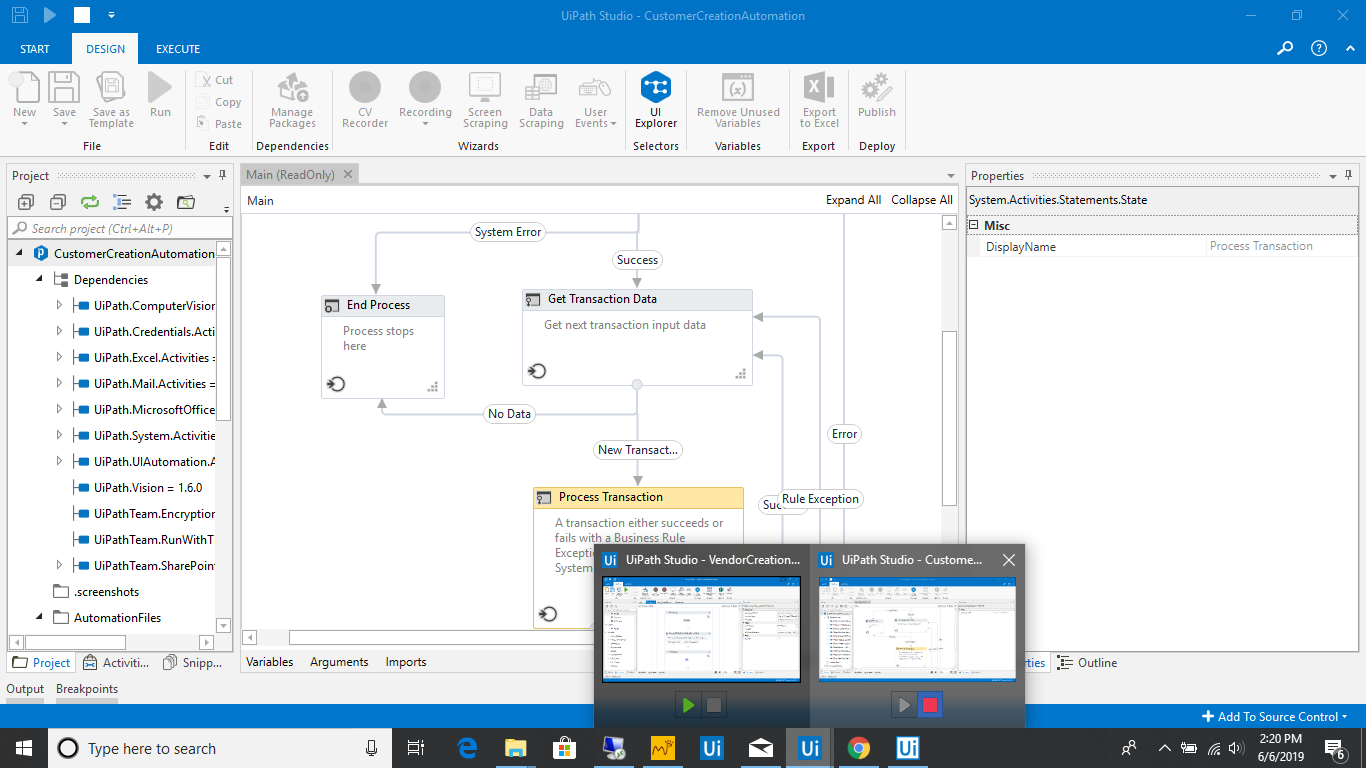 UiPath Studio - CustomerCreationAutomation
START
DESIGN
EXECUTE
New
Save
Save as
Template
Run
Cut
Copy
Paste
Manage
Packages
CV
Recorder
Recording
Screen
Scraping
Data
Scraping
User
Events
UI
Explorer
Remove Unused
Variables
Export
to Excel
Publish
File
Edit
Dependencies
Wizards
Selectors
Variables
Export
Deploy
Project
Search project (Ctrl+Alt+P)
CustomerCreationAutomation
Dependencies
UiPath.ComputerVision
UiPath.Credentials.Acti
UiPath.Excel.Activities =
UiPath.Mail.Activities =
UiPath.MicrosoftOffice
UiPath.System.Activitie
UiPath.UIAutomation.A
UiPath.Vision = 1.6.0
UiPathTeam.Encryption
UiPathTeam.RunWithT
UiPathTeam.SharePoin
.screenshots
AutomationFiles
Project
Activiti...
Snipp...
Output
Breakpoints
Main (ReadOnly)
Main
Expand All
Collapse All
System Error
Success
End Process
Process stops
here
Get Transaction Data
Get next transaction input data
No Data
New Transact...
Error
Rule Exception
Process Transaction
A transaction either succeeds or
fails with a Business Rule
Variables
Arguments
Imports
Properties
System.Activities.Statements.State
Misc
DisplayName
Process Transaction
Outline
UiPath Studio - VendorCreation...
UiPath Studio - Custome...
Add To Source Control
Type here to search
2:20 PM
6/6/2019
6